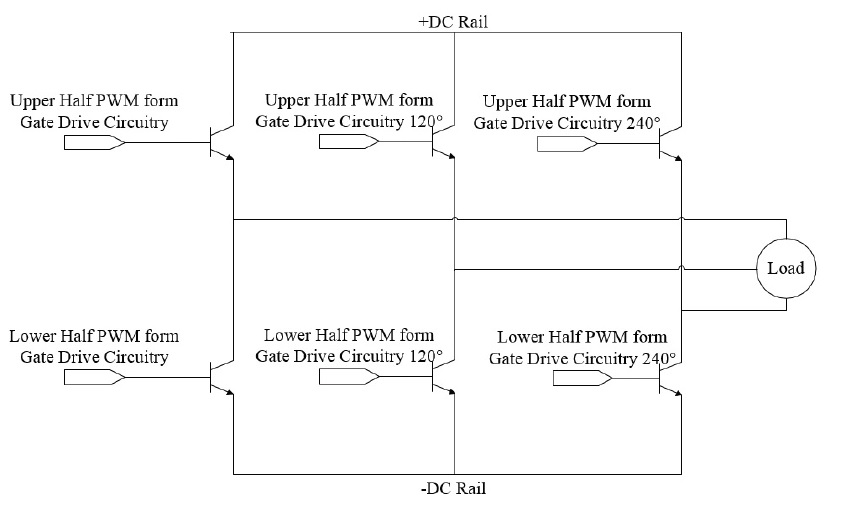 +DC Rail
Upper Half PWM form
Gate Drive Circuitry
Upper Half PWM form
Gate Drive Circuitry 120°
Upper Half PWM form
Gate Drive Circuitry 240°
Load
Lower Half PWM form
Gate Drive Circuitry
Lower Half PWM form
Gate Drive Circuitry 120°
Lower Half PWM form
Gate Drive Circuitry 240°
-DC Rail